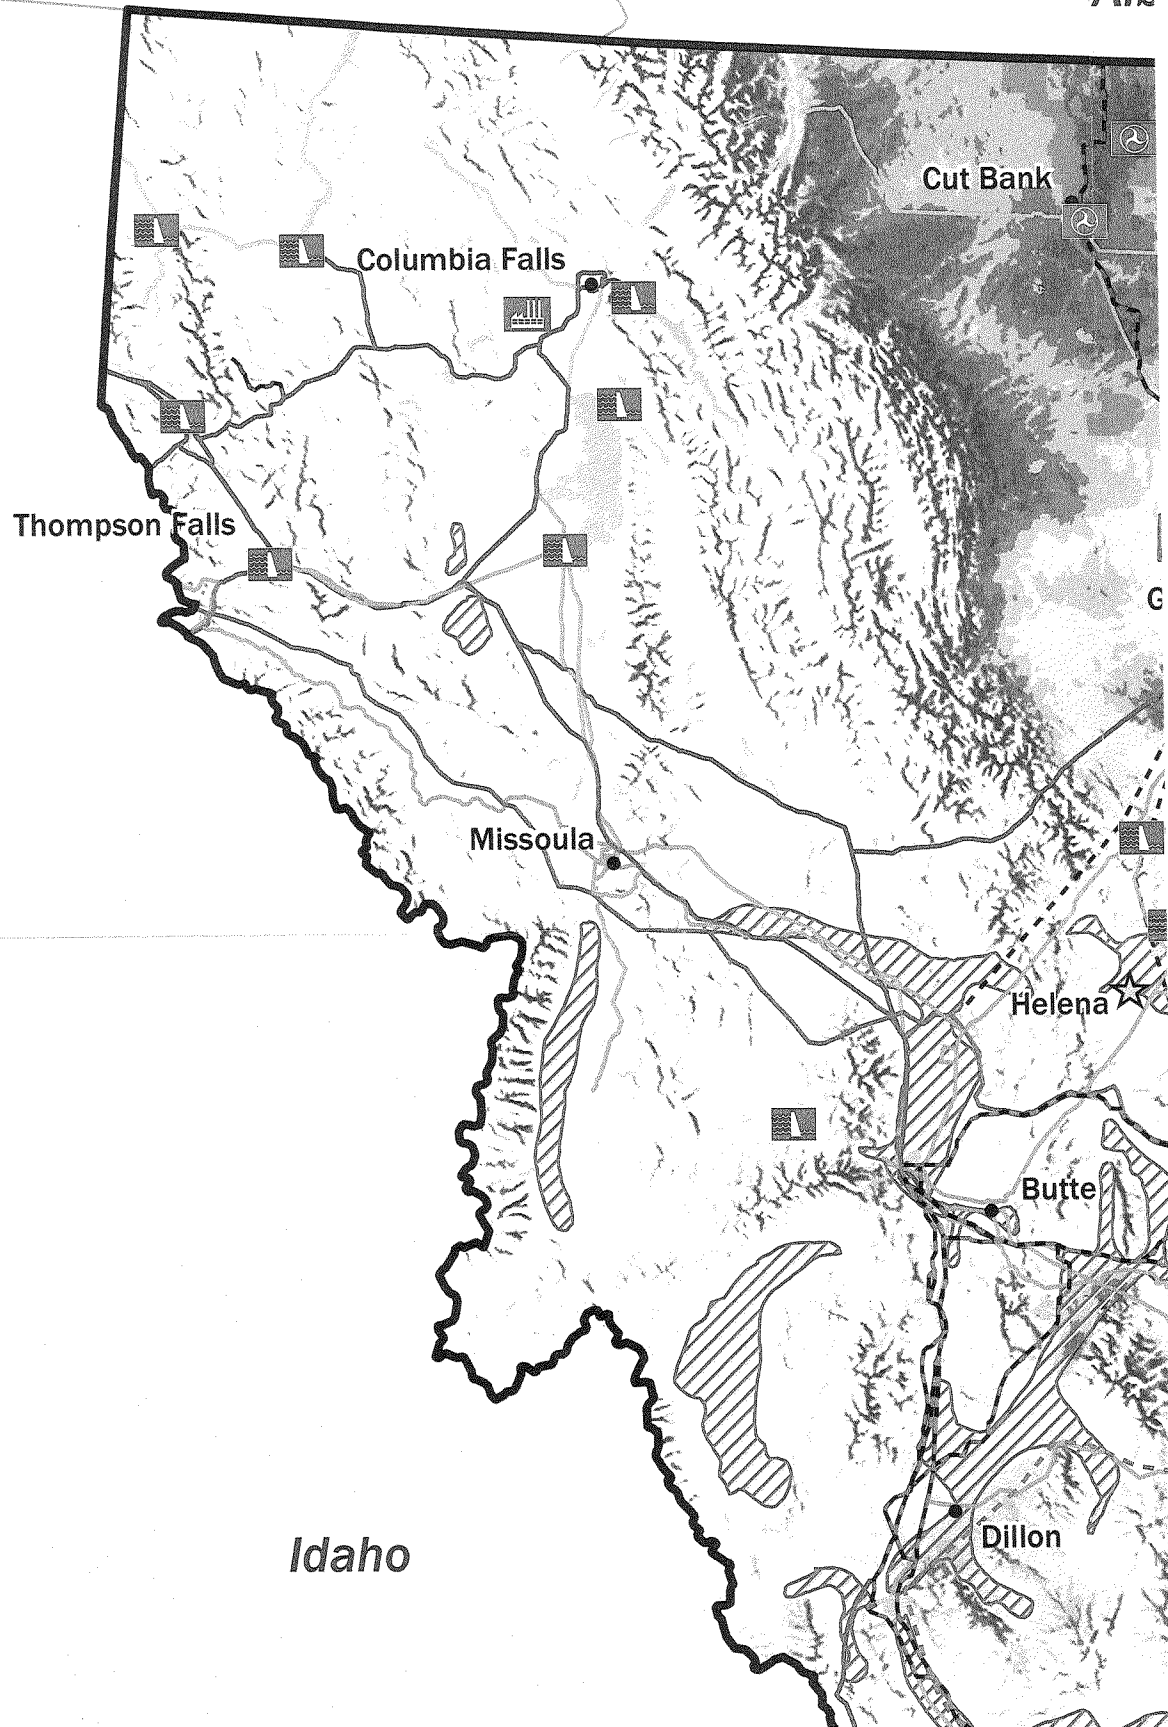 Cut Bank
Columbia Falls
Thompson Falls
G
Missoula
Helena
Butte
Idaho
Dillon